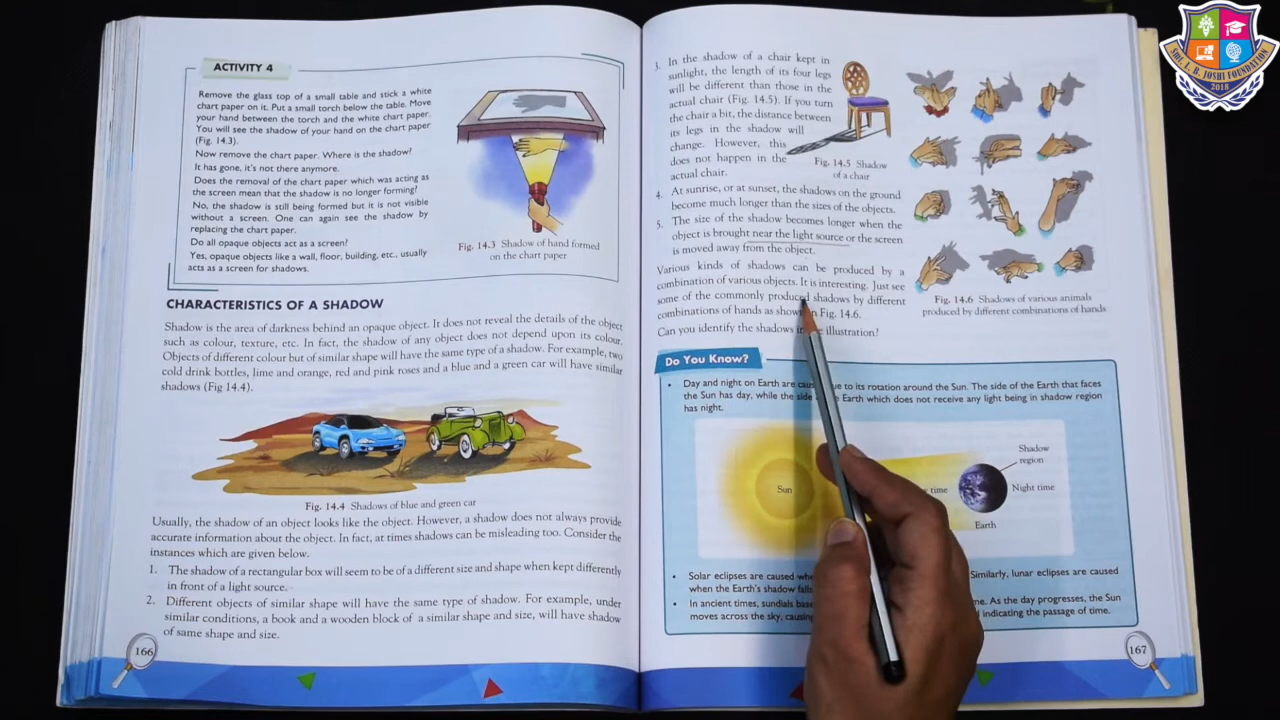 ACTIVITY 4
Remove the glass top of a small table and stick a white
chart paper on it. Put a small torch below the table. Move
your hand between the torch and the white chart paper.
You will see the shadow of your hand on the chart paper
(Fig. 14.3).
Now remove the chart paper. Where is the shadow?
It has gone, it's not there anymore.
Does the removal of the chart paper which was acting as
the screen mean that the shadow is no longer forming?
No, the shadow is still being formed but it is not visible
without a screen. One can again see the shadow by
replacing the chart paper.
Do all opaque objects act as a screen?
Yes, opaque objects like a wall, floor, building, etc., usually
acts as a screen for shadows.
Fig. 14.3 Shadow of hand formed
on the chart paper
CHARACTERISTICS OF A SHADOW
Shadow is the area of darkness behind an opaque object. It does not reveal the details of the object
such as colour, texture, etc. In fact, the shadow of any object does not depend upon its colour.
Objects of different colour but of similar shape will have the same type of a shadow. For example, two
cold drink bottles, lime and orange, red and pink roses and a blue and a green car will have similar
shadows (Fig 14.4).
Fig. 14.4 Shadows of blue and green car
Usually, the shadow of an object looks like the object. However, a shadow does not always provide
accurate information about the object. In fact, at times shadows can be misleading too. Consider the
instances which are given below.
1. The shadow of a rectangular box will seem to be of a different size and shape when kept differently
in front of a light source.
2. Different objects of similar shape will have the same type of shadow. For example, under
similar conditions, a book and a wooden block of a similar shape and size, will have shadow
of same shape and size.
166
3. In the shadow of a chair kept in
sunlight, the length of its four legs
will be different than those in the
actual chair (Fig. 14.5). If you turn
the chair a bit, the distance between
its legs in the shadow will
change. However, this
does not happen in the
actual chair.
Fig. 14.5 Shadow
of a chair
4. At sunrise, or at sunset, the shadows on the ground
become much longer than the sizes of the objects.
5. The size of the shadow becomes longer when the
object is brought near the light source or the screen
is moved away from the object.
Various kinds of shadows can be produced by a
combination of various objects. It is interesting. Just see
some of the commonly produced shadows by different
combinations of hands as shown Fig. 14.6.
Can you identify the shadows illustration?
Fig. 14.6 Shadows of various animals
produced by different combinations of hands
Do You Know?
• Day and night on Earth are to its rotation around the Sun. The side of the Earth that faces
the Sun has day, while the side Earth which does not receive any light being in shadow region
has night.
Sun
time
Shadow
region
Night time
Earth
• Solar eclipses are caused Similarly, lunar eclipses are caused
when the Earth's shadow
• In ancient times, sundials As the day progresses, the Sun
moves across the sky, indicating the passage of time.
167
SHI. L. B. JOSHI FOUNDATION
2018